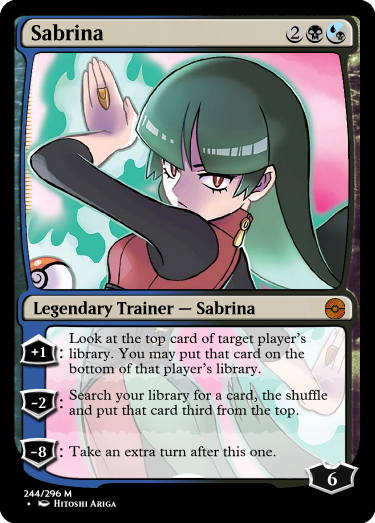 Sabrina 2
Legendary Trainer — Sabrina
+1: Look at the top card of target player's
library. You may put that card on the
bottom of that player's library.
-2: Search your library for a card, the shuffle
and put that card third from the top.
-8: Take an extra turn after this one.
6
244/296 M
• Hitoshi Ariga